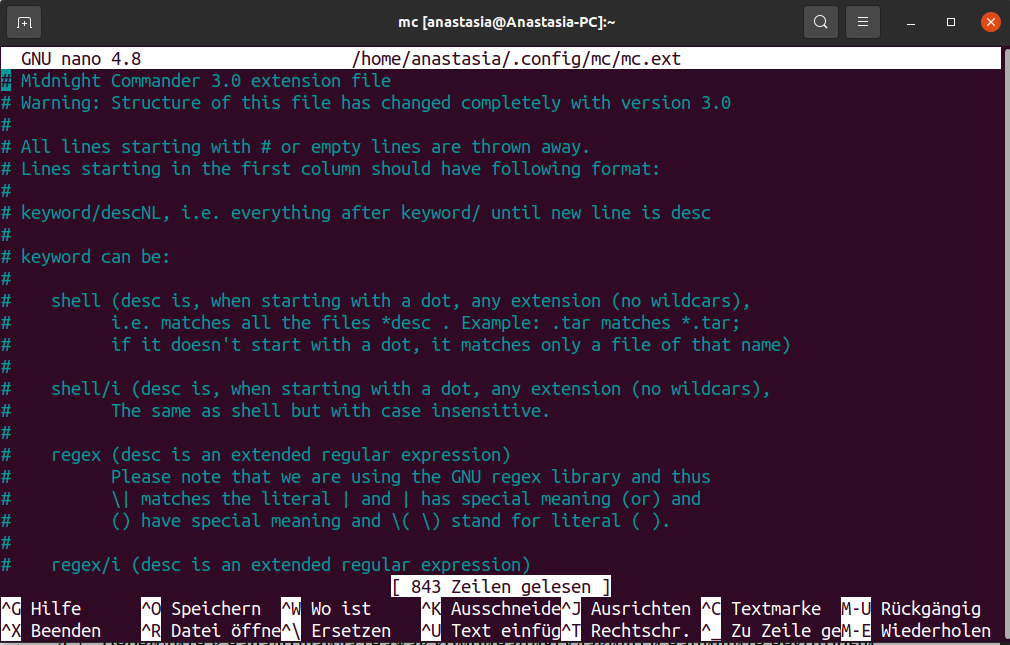 mc [anastasia@Anastasia-PC]:~
GNU nano 4.8 /home/anastasia/.config/mc/mc.ext
# Midnight Commander 3.0 extension file
# Warning: Structure of this file has changed completely with version 3.0
#
# All lines starting with # or empty lines are thrown away.
# Lines starting in the first column should have following format:
#
# keyword/descNL, i.e. everything after keyword/ until new line is desc
#
# keyword can be:
#
#    shell (desc is, when starting with a dot, any extension (no wildcars),
#          i.e. matches all the files *desc . Example: .tar matches *.tar;
#          if it doesn't start with a dot, it matches only a file of that name)
#
#    shell/i (desc is, when starting with a dot, any extension (no wildcars),
#          The same as shell but with case insensitive.
#
#    regex (desc is an extended regular expression)
#          Please note that we are using the GNU regex library and thus
#          \| matches the literal | and | has special meaning (or) and
#          () have special meaning and \( \) stand for literal ( ).
#
#    regex/i (desc is an extended regular expression)
[ 843 Zeilen gelesen ]
^G Hilfe ^O Speichern ^W Wo ist ^K Ausschneide ^J Ausrichten ^C Textmarke M-U Rückgängig
^X Beenden ^R Datei öffne ^\ Ersetzen ^U Text einfüg ^T Rechtschr. ^_ Zu Zeile ge M-E Wiederholen